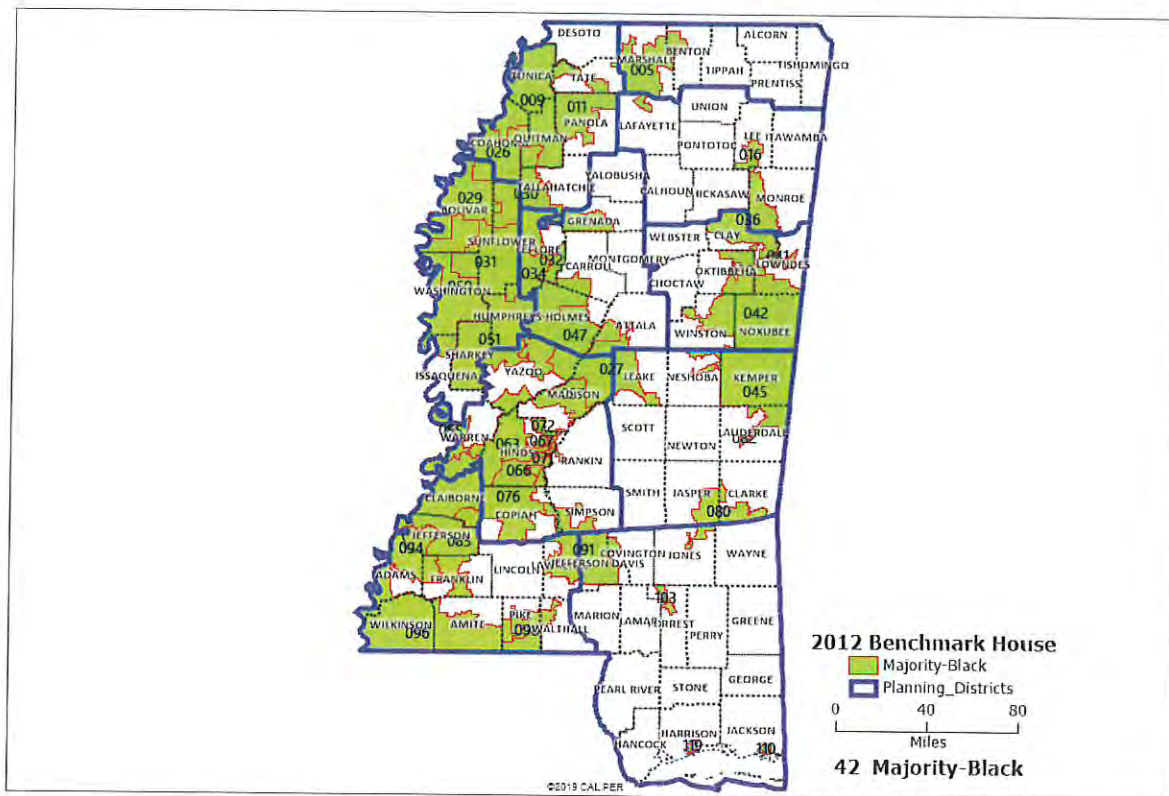 DESOTO
ALCORN
BENTON
MARSHALL
005
TISHOMINGO
TIPPAH
TUNICA
TATE
PRENTISS
009
011
UNION
PANOLA
LAFAYETTE
LEE
ITAWAMBA
COAHOMA
QUITMAN
026
PONTOTOC
016
YALOBUSHA
TALLAHATCHIE
CALHOUN
CHICKASAW
MONROE
029
030
BOLIVAR
GRENADA
036
WEBSTER
CLAY
SUNFLOWER
LEFLORE
MONTGOMERY
031
032
034
CARROLL
OKTIBBEHA
LOWNDES
CHOCTAW
WASHINGTON
HUMPHREYS
HOLMES
042
047
ATTALA
WINSTON
NOXUBEE
051
SHARKEY
ISSAQUENA
YAZOO
027
LEAKE
NESHOBA
KEMPER
MADISON
045
072
SCOTT
LAUDERDALE
WARREN
063
067
082
HINDS
071
NEWTON
066
RANKIN
CLAIBORNE
076
SMITH
JASPER
CLARKE
COPIAH
SIMPSON
080
JEFFERSON
094
085
091
COVINGTON
JONES
WAYNE
LINCOLN
JEFFERSON DAVIS
ADAMS
FRANKLIN
103
MARION
LAMAR
FORREST
GREENE
WILKINSON
AMITE
PIKE
WALTHALL
PERRY
096
098
2012 Benchmark House
Majority-Black
Planning_Districts
0 40 80
Miles
42 Majority-Black
GEORGE
PEARL RIVER
STONE
JACKSON
HARRISON
HANCOCK
119
110
©2019 CALIPER